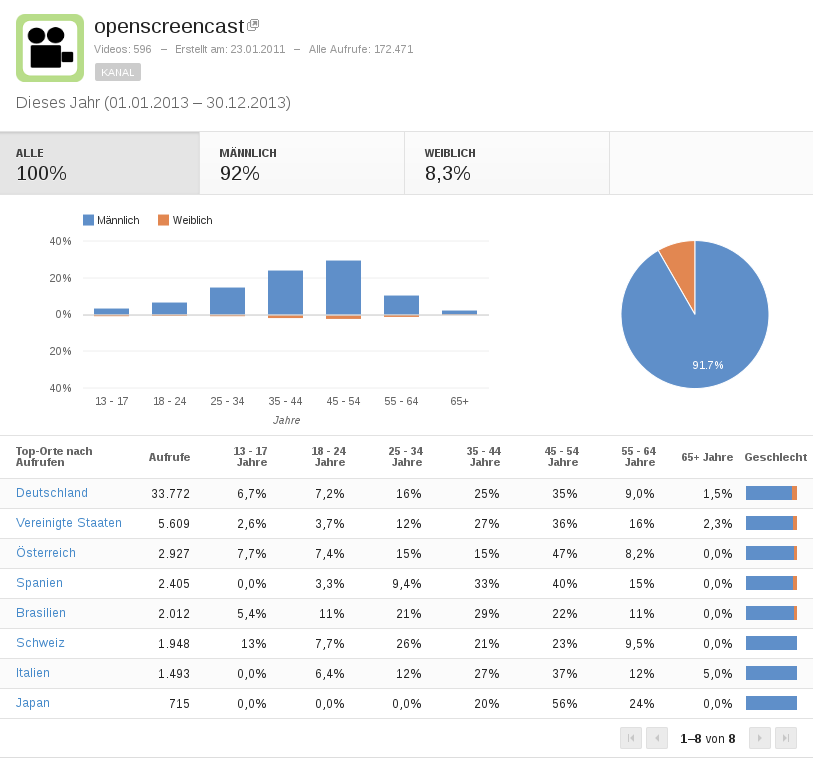 openscreencast
Videos: 596 – Erstellt am: 23.01.2011 – Alle Aufrufe: 172.471
KANAL
Dieses Jahr (01.01.2013 – 30.12.2013)
ALLE MÄNNLICH WEIBLICH
100% 92% 8,3%
Männlich Weiblich
40%
20%
0%
20%
40%
13 - 17 18 - 24 25 - 34 35 - 44 45 - 54 55 - 64 65+
Jahre
91.7%
Top-Orte nach Aufrufe 13 - 17 18 - 24 25 - 34 35 - 44 45 - 54 55 - 64 65+ Jahre Geschlecht
Aufrufen Jahre Jahre Jahre Jahre Jahre Jahre
Deutschland 33.772 6,7% 7,2% 16% 25% 35% 9,0% 1,5%
Vereinigte Staaten 5.609 2,6% 3,7% 12% 27% 36% 16% 2,3%
Österreich 2.927 7,7% 7,4% 15% 15% 47% 8,2% 0,0%
Spanien 2.405 0,0% 3,3% 9,4% 33% 40% 15% 0,0%
Brasilien 2.012 5,4% 11% 21% 29% 22% 11% 0,0%
Schweiz 1.948 13% 7,7% 26% 21% 23% 9,5% 0,0%
Italien 1.493 0,0% 6,4% 12% 27% 37% 12% 5,0%
Japan 715 0,0% 0,0% 0,0% 20% 56% 24% 0,0%
1–8 von 8